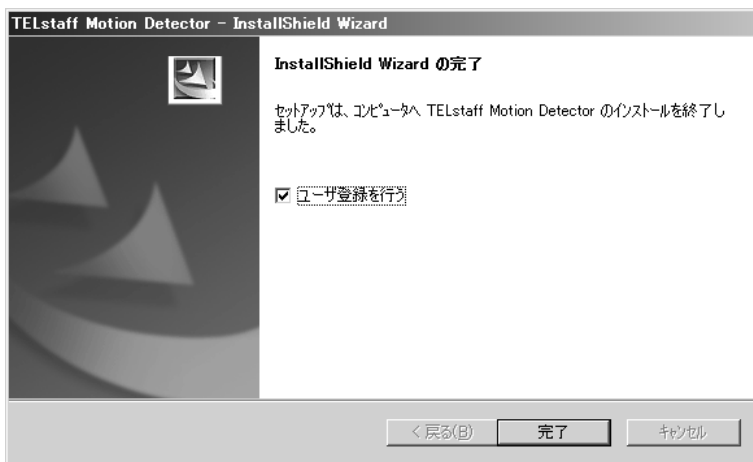 TELstaff Motion Detector - InstallShield Wizard
InstallShield Wizard の完了
セットアップは、コンピュータへ TELstaff Motion Detector のインストールを終了し
ました。
ユーザ登録を行う
< 戻る(B)
完了
キャンセル